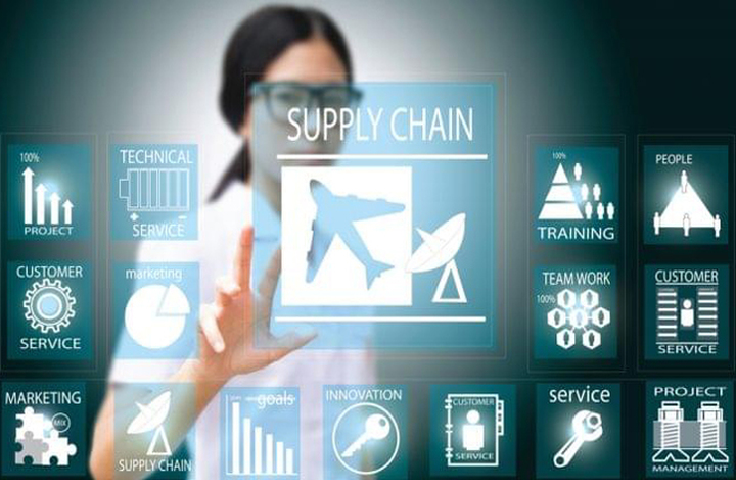 SUPPLY CHAIN
100%
PROJECT
TECHNICAL
SERVICE
100%
TRAINING
PEOPLE
CUSTOMER
SERVICE
marketing
TEAM WORK
100%
CUSTOMER
SERVICE
MARKETING
MIX
SUPPLY CHAIN
goals
INNOVATION
CUSTOMER
SERVICE
service
PROJECT
MANAGEMENT